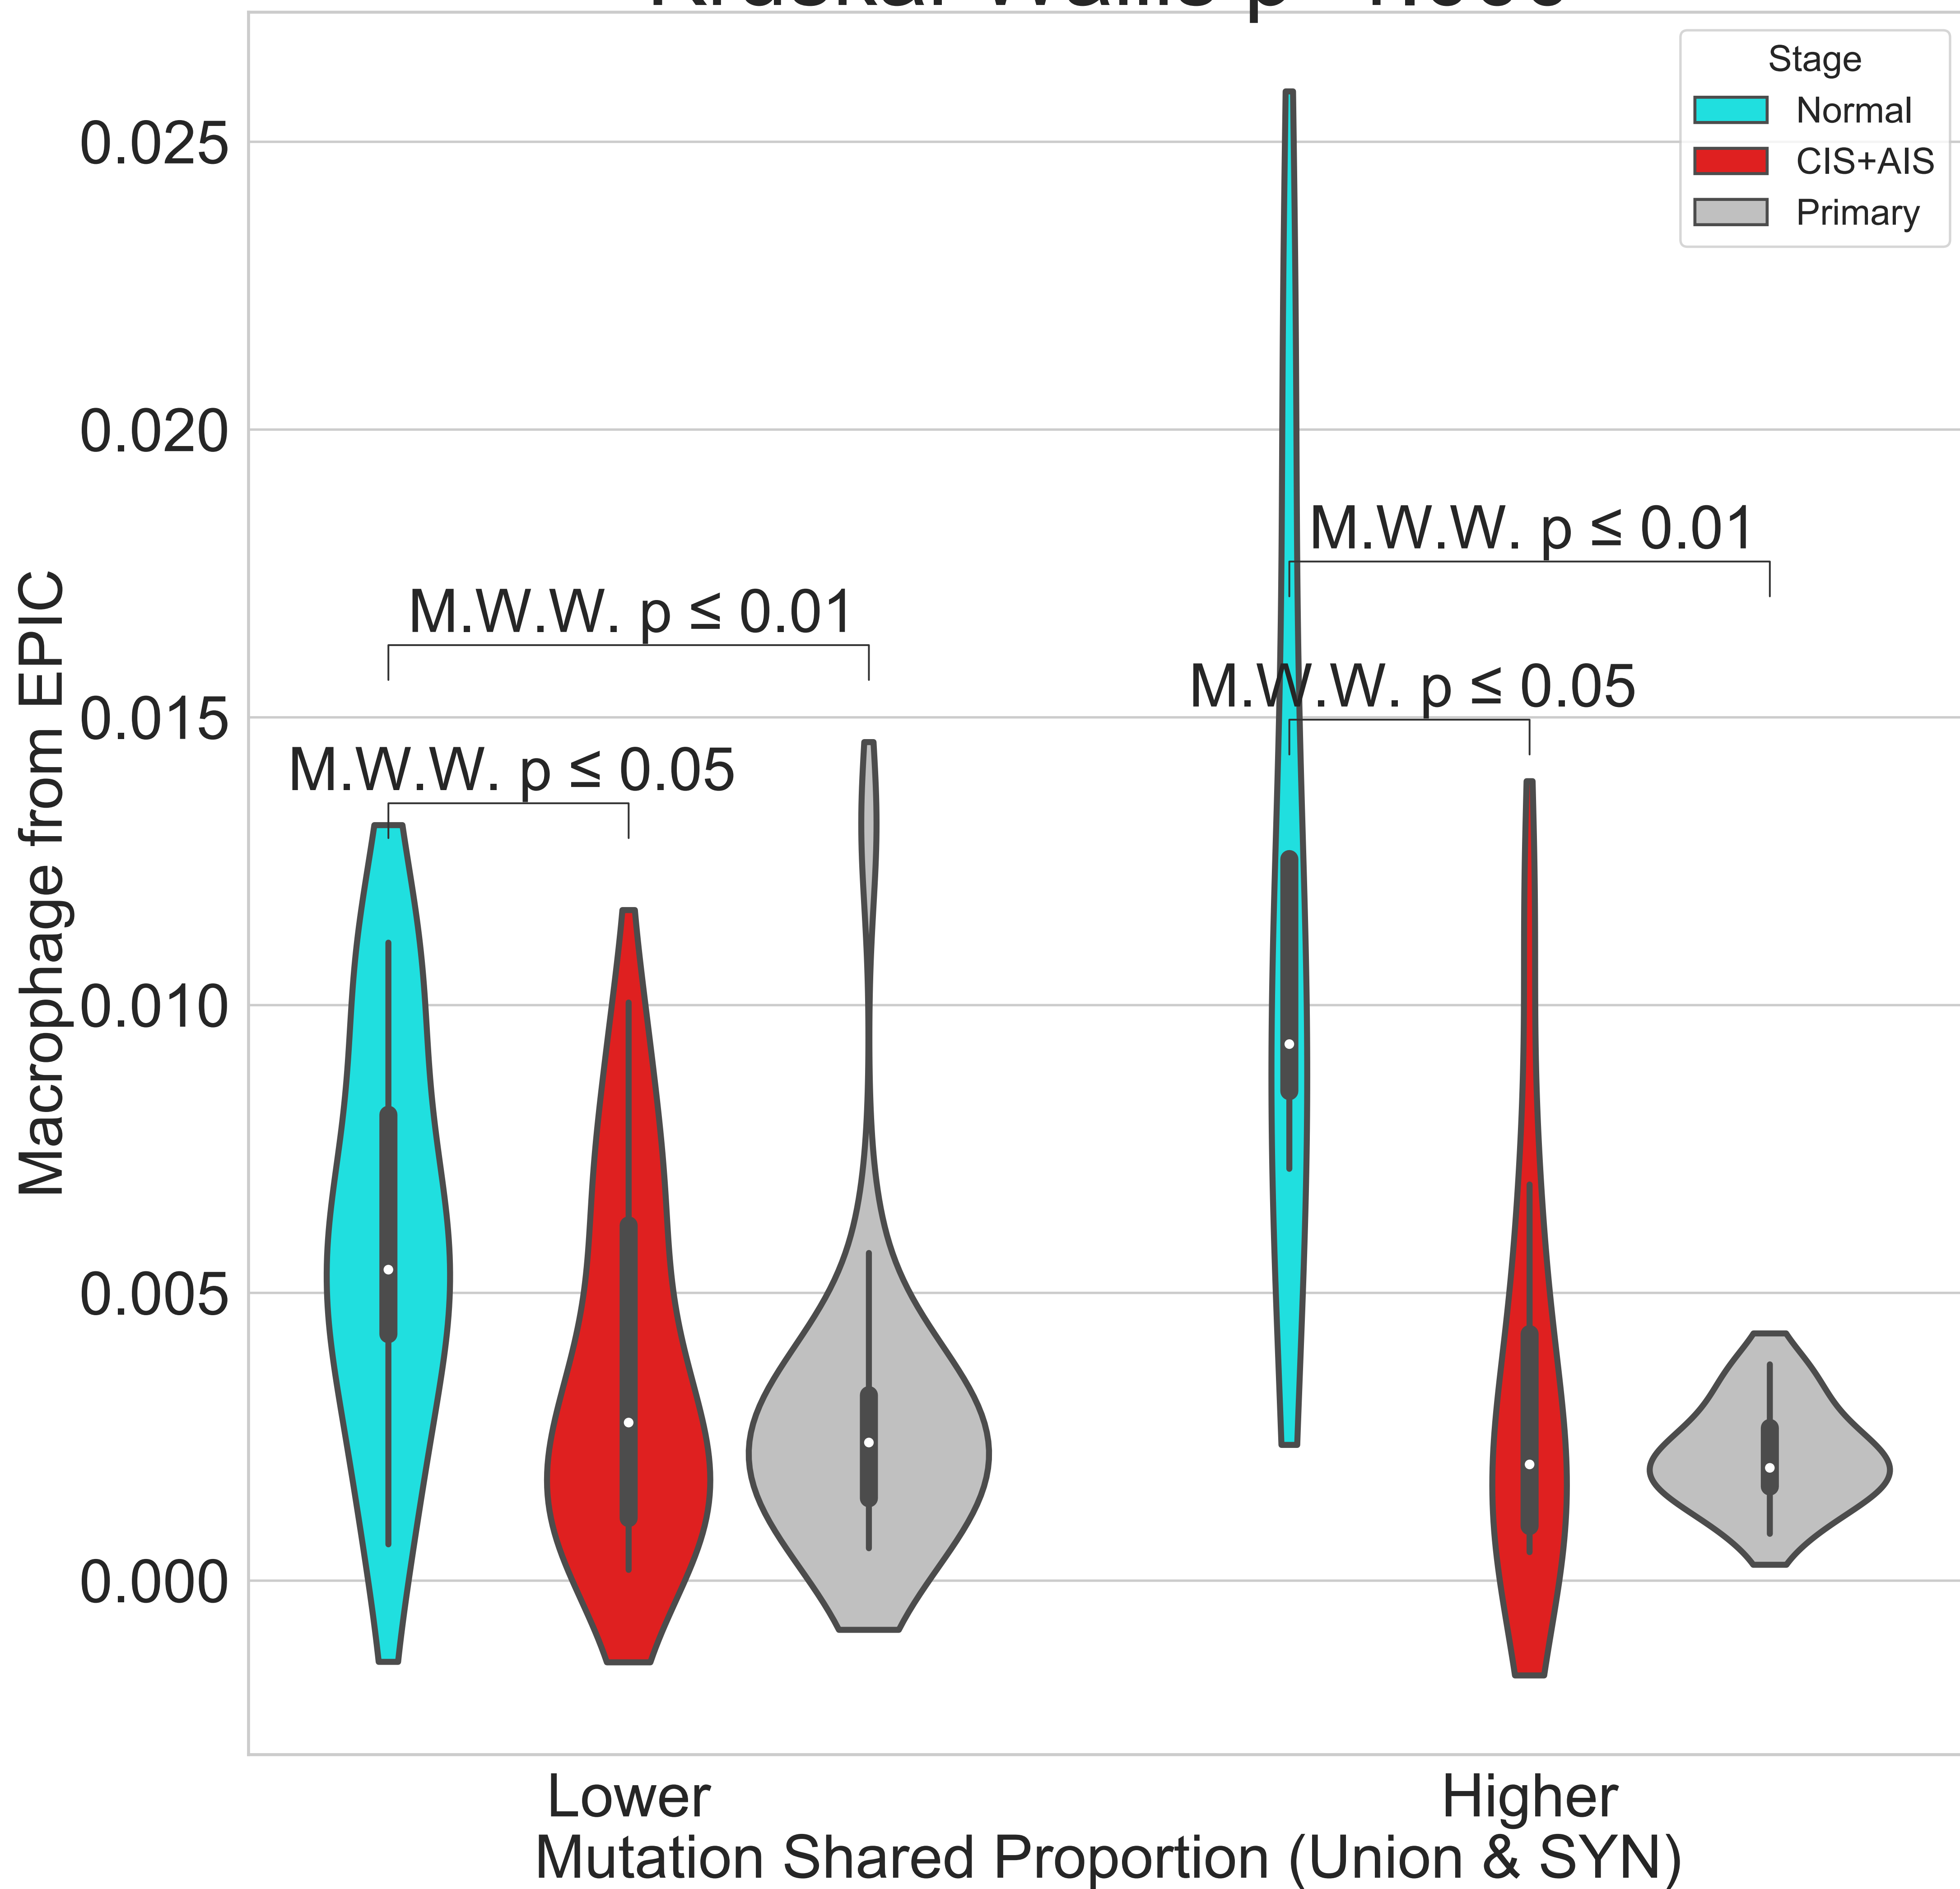 Stage
Normal
CIS+AIS
Primary
0.025
0.020
0.015
0.010
0.005
0.000
Macrophage from EPIC
M.W.W. p ≤ 0.01
M.W.W. p ≤ 0.01
M.W.W. p ≤ 0.05
M.W.W. p ≤ 0.05
Lower
Higher
Mutation Shared Proportion (Union & SYN)